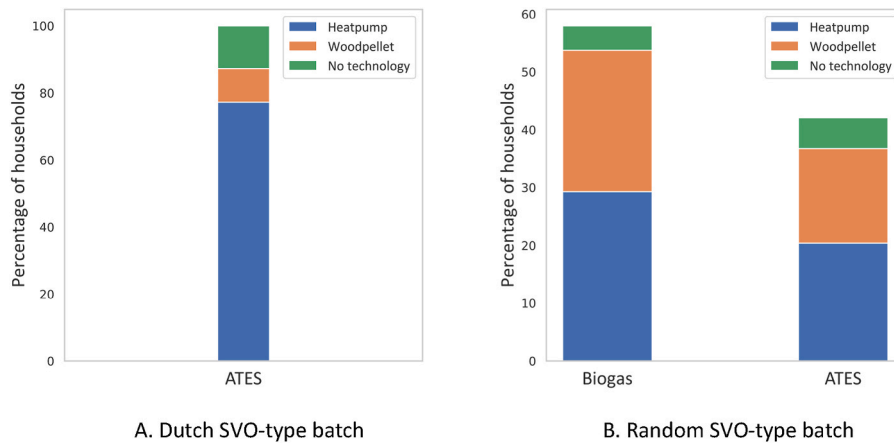 100
80
60
40
20
0
Percentage of households
Heatpump
Woodpellet
No technology
ATES
A. Dutch SVO-type batch
60
50
40
30
20
10
0
Percentage of households
Heatpump
Woodpellet
No technology
Biogas
ATES
B. Random SVO-type batch